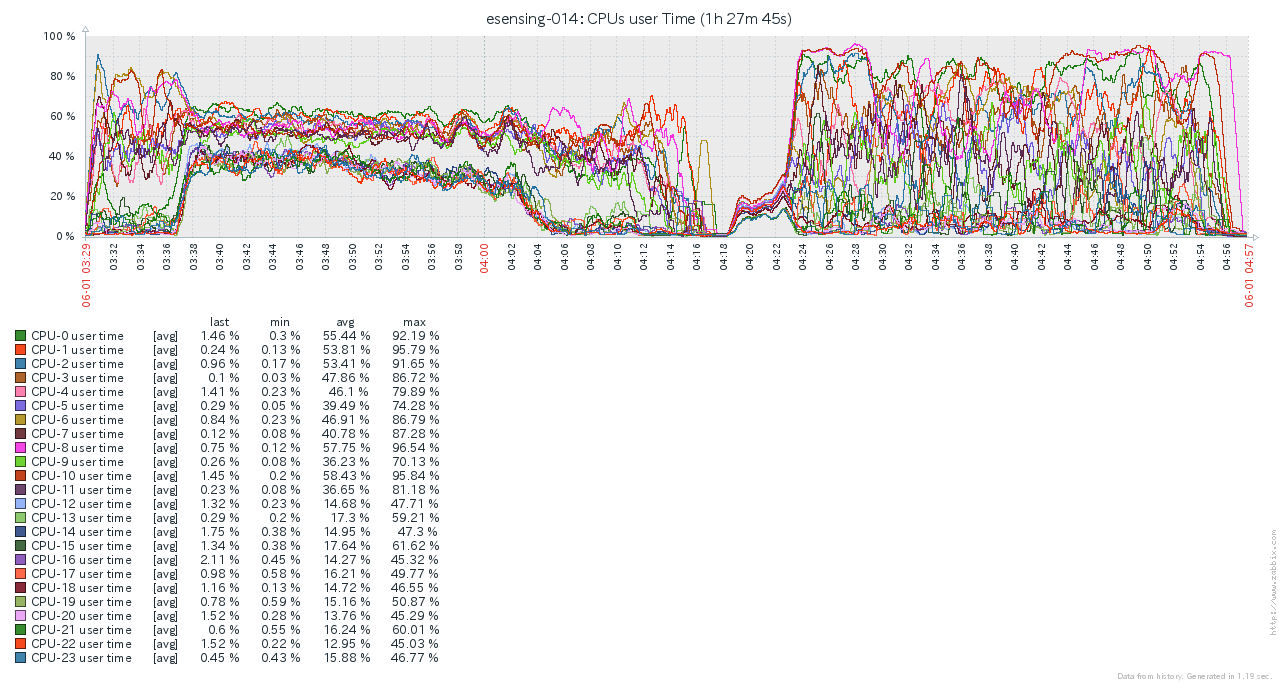 esensing-014: CPUs user Time (1h 27m 45s)
100 %
80 %
60 %
40 %
20 %
0 %
06-01 03:29
03:32
03:34
03:36
03:38
03:40
03:42
03:44
03:46
03:48
03:50
03:52
03:54
03:56
03:58
04:00
04:02
04:04
04:06
04:08
04:10
04:12
04:14
04:16
04:18
04:20
04:22
04:24
04:26
04:28
04:30
04:32
04:34
04:36
04:38
04:40
04:42
04:44
04:46
04:48
04:50
04:52
04:54
04:56
06-01 04:57
last min avg max
CPU-0 user time [avg] 1.46 % 0.3 % 55.44 % 92.19 %
CPU-1 user time [avg] 0.24 % 0.13 % 53.81 % 95.79 %
CPU-2 user time [avg] 0.96 % 0.17 % 53.41 % 91.65 %
CPU-3 user time [avg] 0.1 % 0.03 % 47.86 % 86.72 %
CPU-4 user time [avg] 1.41 % 0.23 % 46.1 % 79.89 %
CPU-5 user time [avg] 0.29 % 0.05 % 39.49 % 74.28 %
CPU-6 user time [avg] 0.84 % 0.23 % 46.91 % 86.79 %
CPU-7 user time [avg] 0.12 % 0.08 % 40.78 % 87.28 %
CPU-8 user time [avg] 0.75 % 0.12 % 57.75 % 96.54 %
CPU-9 user time [avg] 0.26 % 0.08 % 36.23 % 70.13 %
CPU-10 user time [avg] 1.45 % 0.2 % 58.43 % 95.84 %
CPU-11 user time [avg] 0.23 % 0.08 % 36.65 % 81.18 %
CPU-12 user time [avg] 1.32 % 0.23 % 14.68 % 47.71 %
CPU-13 user time [avg] 0.29 % 0.2 % 17.3 % 59.21 %
CPU-14 user time [avg] 1.75 % 0.38 % 14.95 % 47.3 %
CPU-15 user time [avg] 1.34 % 0.38 % 17.64 % 61.62 %
CPU-16 user time [avg] 2.11 % 0.45 % 14.27 % 45.32 %
CPU-17 user time [avg] 0.98 % 0.58 % 16.21 % 49.77 %
CPU-18 user time [avg] 1.16 % 0.13 % 14.72 % 46.55 %
CPU-19 user time [avg] 0.78 % 0.59 % 15.16 % 50.87 %
CPU-20 user time [avg] 1.52 % 0.28 % 13.76 % 45.29 %
CPU-21 user time [avg] 0.6 % 0.55 % 16.24 % 60.01 %
CPU-22 user time [avg] 1.52 % 0.22 % 12.95 % 45.03 %
CPU-23 user time [avg] 0.45 % 0.43 % 15.88 % 46.77 %
http://www.zabbix.com
Data from history. Generated in 1.19 sec.